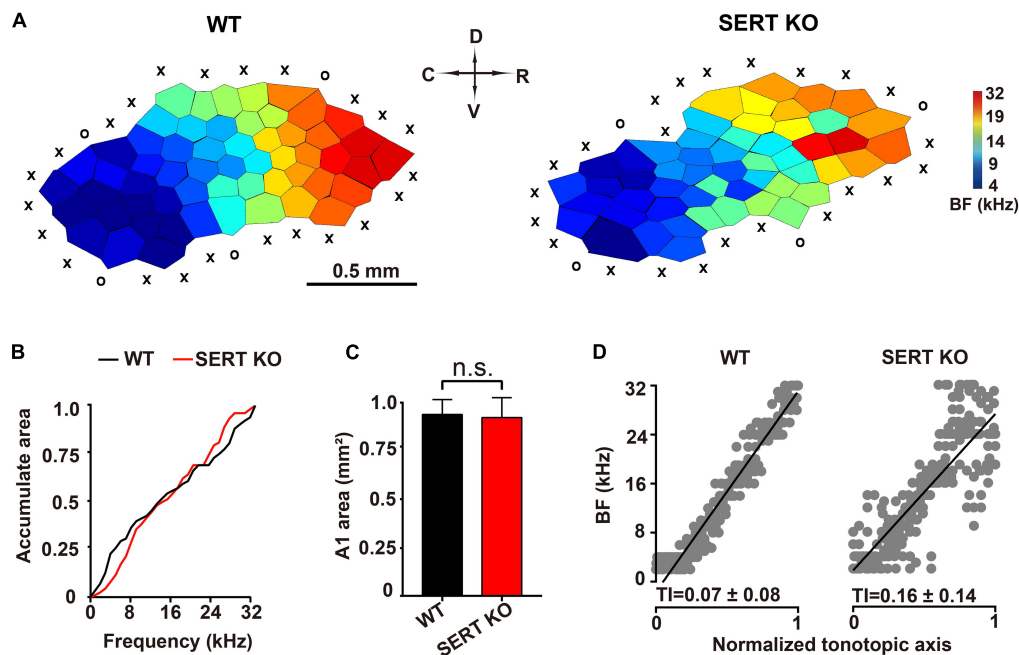 A
WT
SERT KO
D
C R
V
x x x x o
x x
x x
o x
x x
x x
x x
x x
o x x x o x x
x x x x
x o
x x
x x
o x
x x
x x
o x x x x x o
0.5 mm
32
19
14
9
4
BF (kHz)
B
WT SERT KO
Accumulate area
1.0
0.75
0.5
0.25
0
0 8 16 24 32
Frequency (kHz)
C
n.s.
A1 area (mm²)
1.0
0.75
0.5
0.25
0
WT
SERT KO
D
WT
SERT KO
BF (kHz)
32
16
8
0
TI=0.07 ± 0.08
TI=0.16 ± 0.14
0 1 0 1
Normalized tonotopic axis